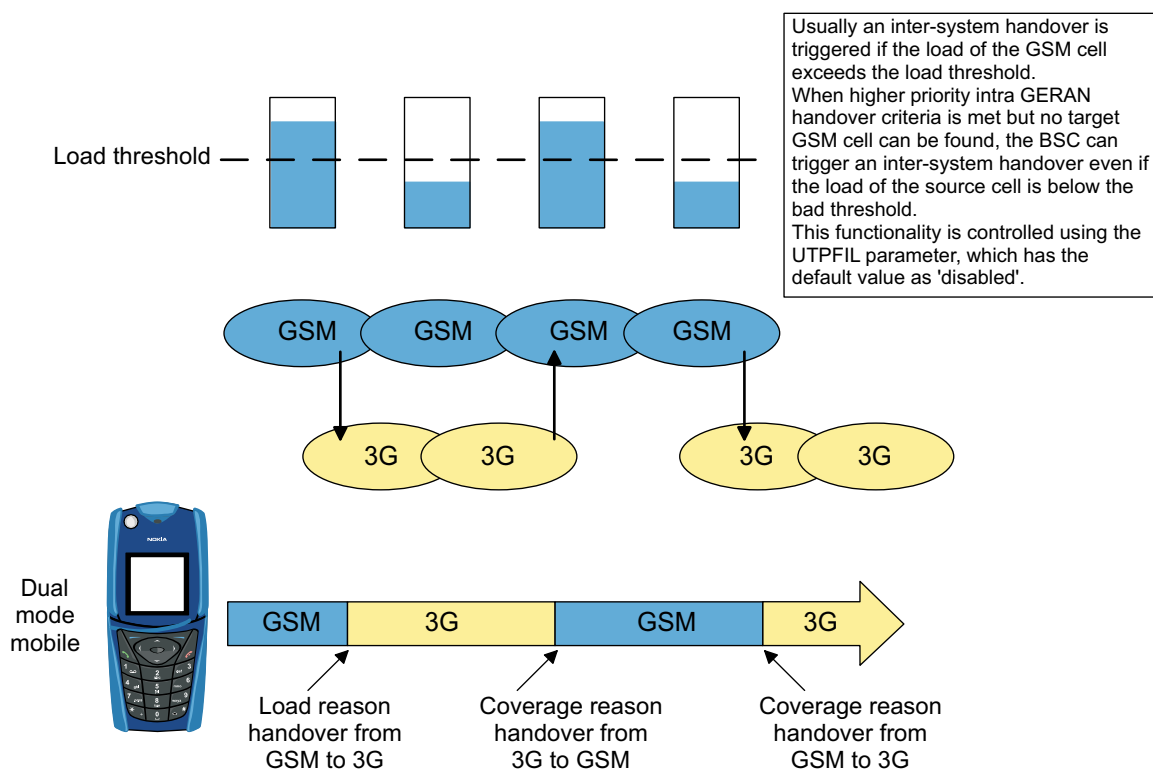 Usually an inter-system handover is
triggered if the load of the GSM cell
exceeds the load threshold.
When higher priority intra GERAN
handover criteria is met but no target
GSM cell can be found, the BSC can
trigger an inter-system handover even if
the load of the source cell is below the
bad threshold.
This functionality is controlled using the
UTPFIL parameter, which has the
default value as 'disabled'.
Load threshold
GSM GSM GSM GSM
3G 3G 3G 3G
NOKIA
Dual
mode
mobile
GSM 3G GSM 3G
Load reason
handover from
GSM to 3G
Coverage reason
handover from
3G to GSM
Coverage reason
handover from
GSM to 3G